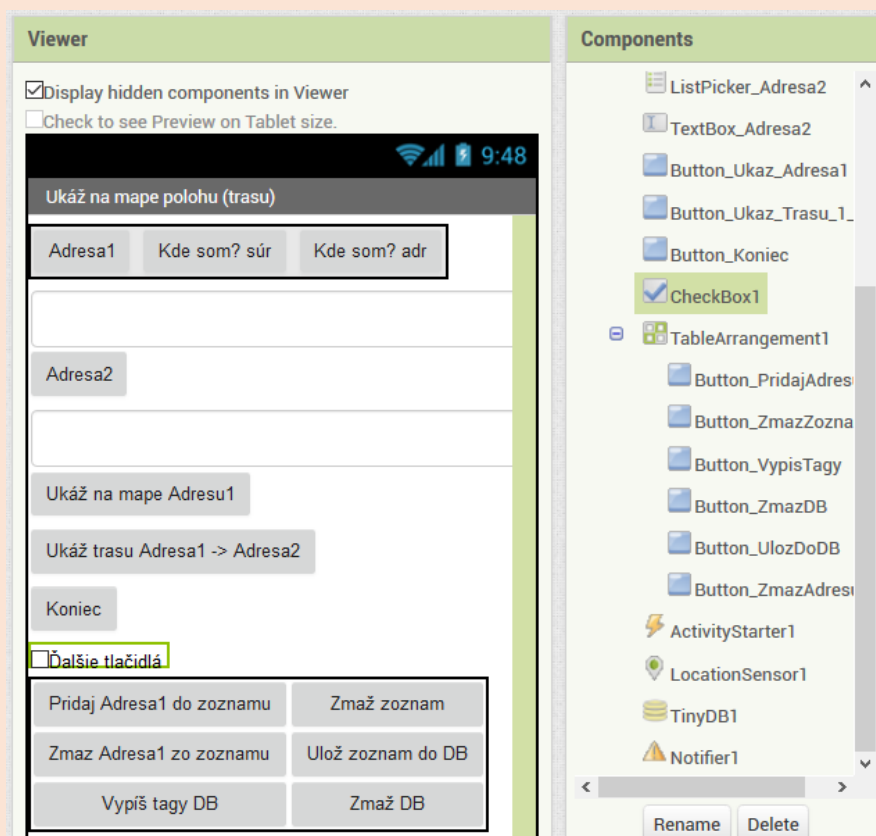 Viewer
Display hidden components in Viewer
Check to see Preview on Tablet size.
9:48
Ukáž na mape polohu (trasu)
Adresa1 Kde som? súr Kde som? adr
Adresa2
Ukáž na mape Adresu1
Ukáž trasu Adresa1 -> Adresa2
Koniec
Ďalšie tlačidlá
Pridaj Adresa1 do zoznamu Zmaž zoznam
Zmaz Adresa1 zo zoznamu Ulož zoznam do DB
Vypíš tagy DB Zmaž DB
Components
ListPicker_Adresa2
TextBox_Adresa2
Button_Ukaz_Adresa1
Button_Ukaz_Trasu_1_
Button_Koniec
CheckBox1
TableArrangement1
Button_PridajAdres
Button_ZmazZozna
Button_VypisTagy
Button_ZmazDB
Button_UlozDoDB
Button_ZmazAdres
ActivityStarter1
LocationSensor1
TinyDB1
Notifier1
Rename Delete